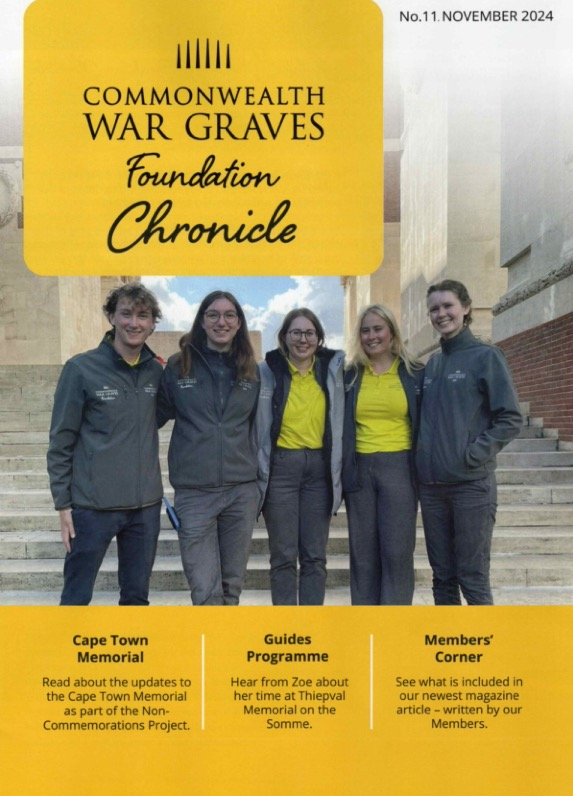 No.11. NOVEMBER 2024
COMMONWEALTH
WAR GRAVES
Foundation
Chronicle
Cape Town
Memorial
Read about the updates to
the Cape Town Memorial
as part of the Non-
Commemorations Project.
Guides
Programme
Hear from Zoe about
her time at Thiepval
Memorial on the
Somme.
Members'
Corner
See what is included in
our newest magazine
article – written by our
Members.